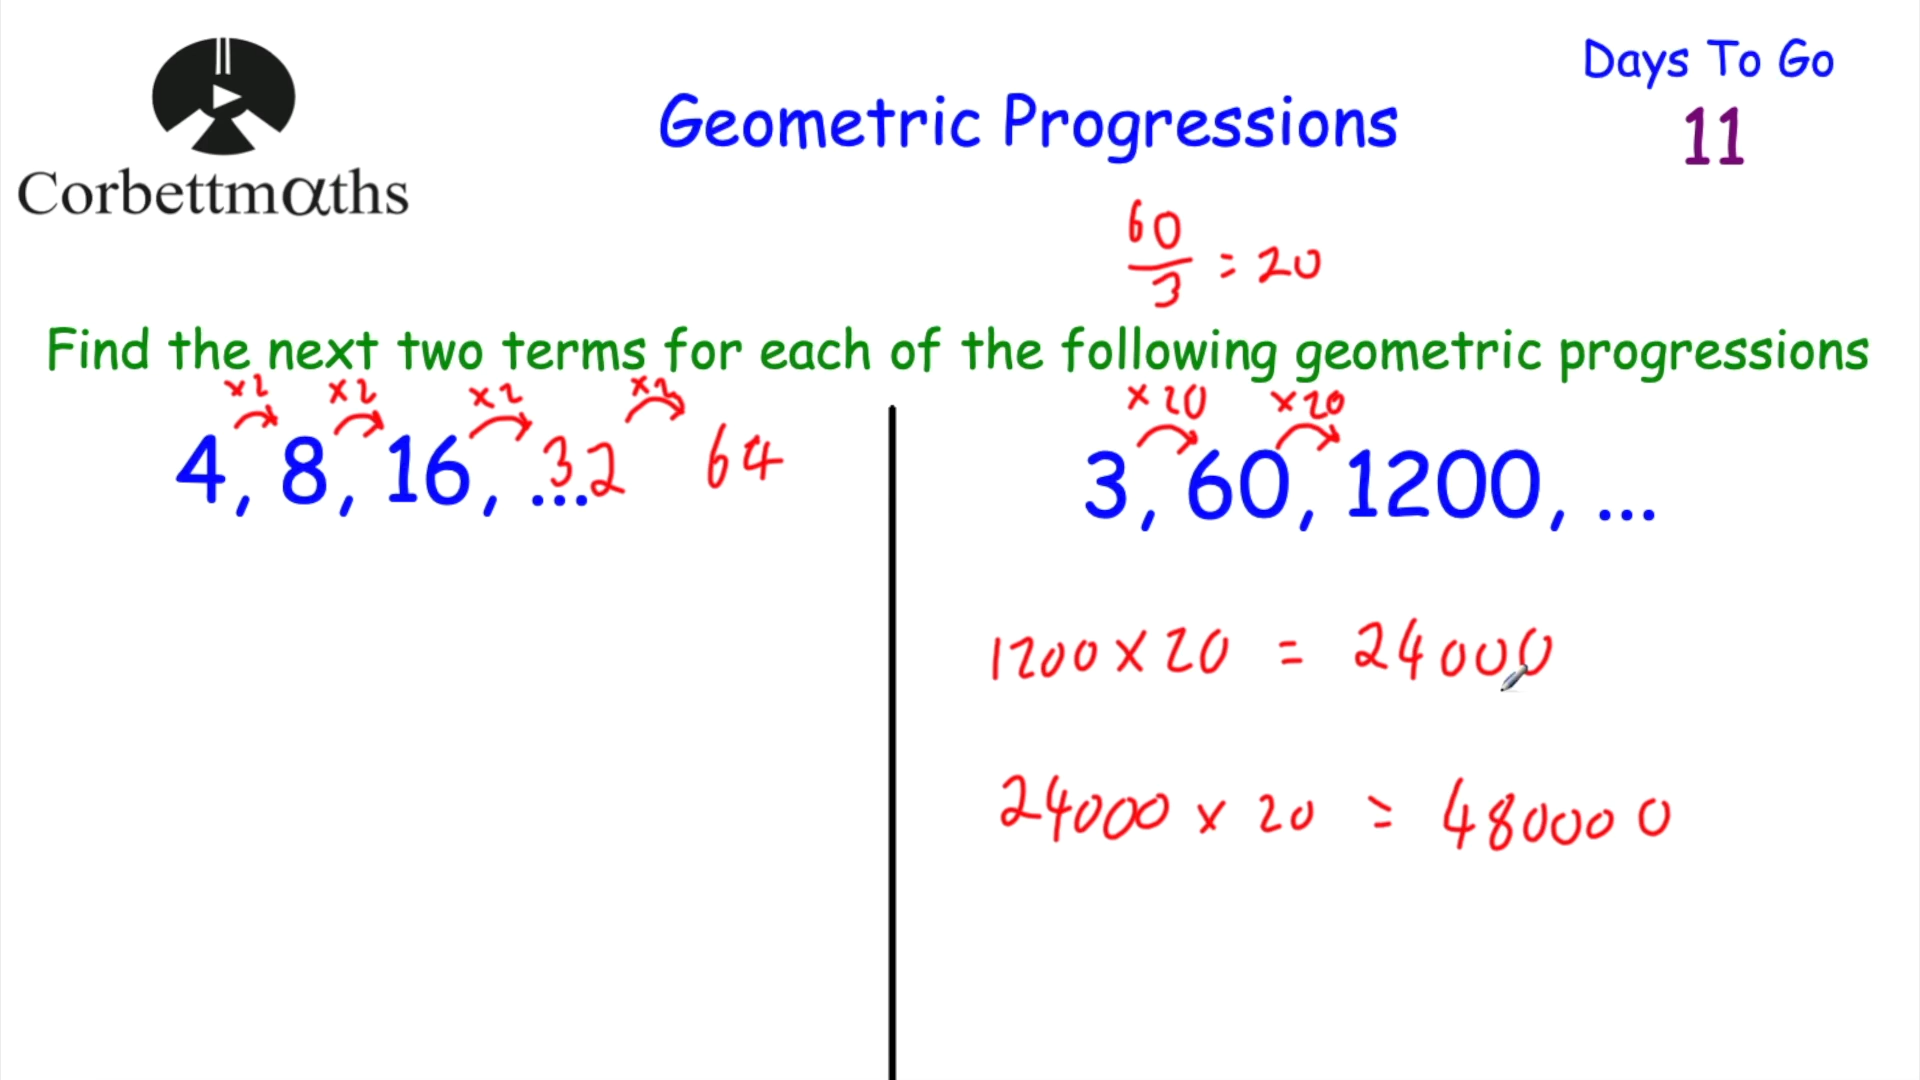 Days To Go
11
Geometric Progressions
Corbettmαths
60
3
= 20
Find the next two terms for each of the following geometric progressions
×2 ×2 ×2 ×2
4, 8, 16, ... 32 64
×20 ×20
3, 60, 1200, ...
1200 × 20 = 24000
24000 × 20 = 480000